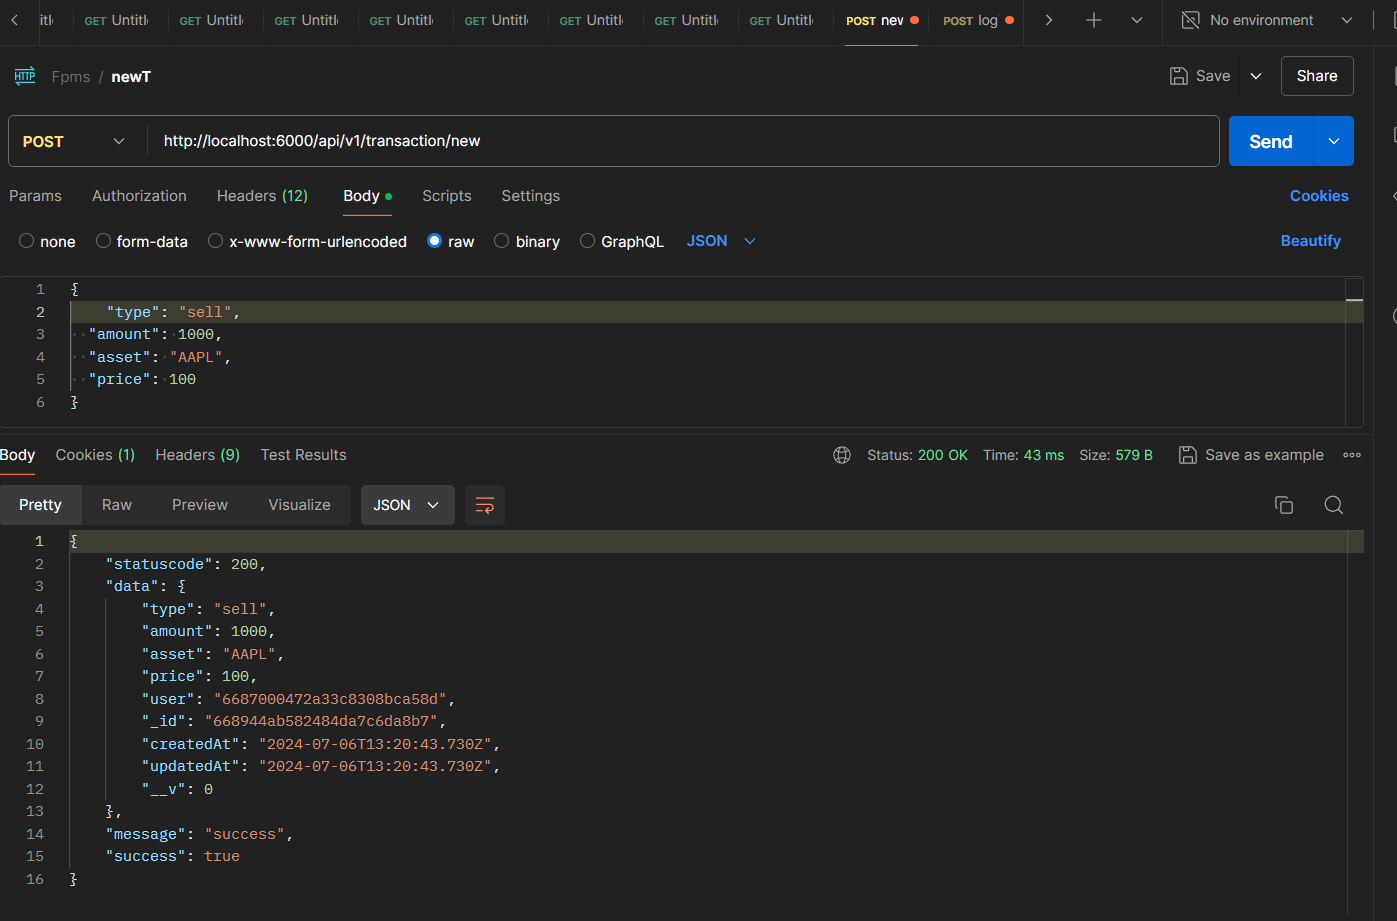 GET Untitl GET Untitl GET Untitl GET Untitl GET Untitl GET Untitl GET Untitl GET Untitl POST new POST log No environment
HTTP Fpms / newT Save Share
POST http://localhost:6000/api/v1/transaction/new Send
Params Authorization Headers (12) Body Scripts Settings Cookies
none form-data x-www-form-urlencoded raw binary GraphQL JSON Beautify
1 {
2 "type": "sell",
3 "amount": 1000,
4 "asset": "AAPL",
5 "price": 100
6 }
Body Cookies (1) Headers (9) Test Results Status: 200 OK Time: 43 ms Size: 579 B Save as example
Pretty Raw Preview Visualize JSON
1 {
2 "statuscode": 200,
3 "data": {
4 "type": "sell",
5 "amount": 1000,
6 "asset": "AAPL",
7 "price": 100,
8 "user": "6687000472a33c8308bca58d",
9 "_id": "668944ab582484da7c6da8b7",
10 "createdAt": "2024-07-06T13:20:43.730Z",
11 "updatedAt": "2024-07-06T13:20:43.730Z",
12 "__v": 0
13 },
14 "message": "success",
15 "success": true
16 }